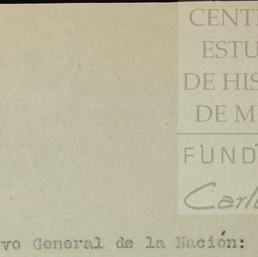 CENT
ESTU
DE HIS
DE M
FUND
Carl
vo General de la Nación: